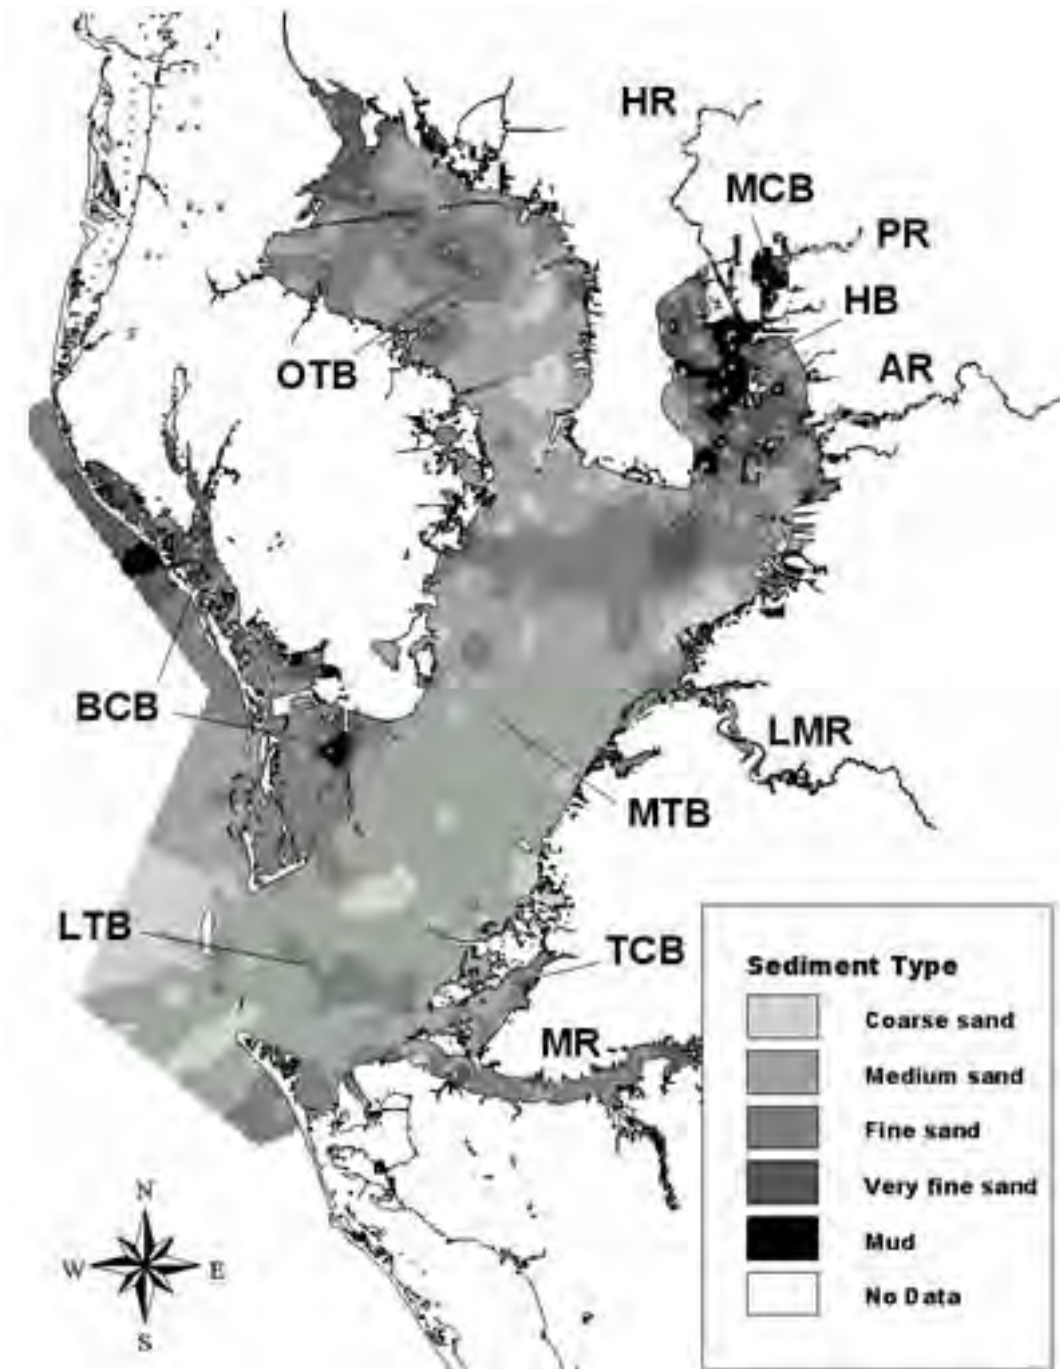 HR
MCB
PR
HB
AR
OTB
BCB
LMR
MTB
LTB
TCB
MR
Sediment Type
Coarse sand
Medium sand
Fine sand
Very fine sand
Mud
No Data
N
W E
S